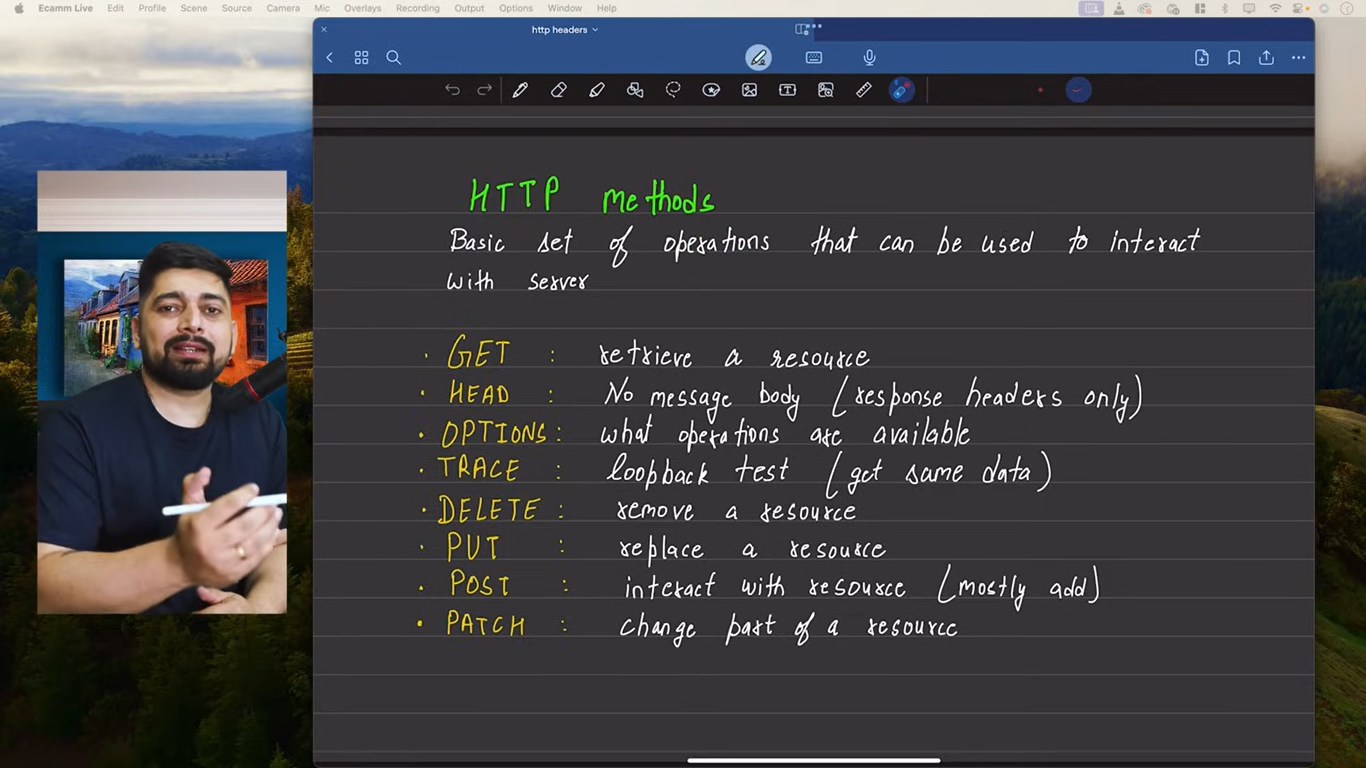 Ecamm Live Edit Profile Scene Source Camera Mic Overlays Recording Output Options Window Help
http headers
HTTP methods
Basic set of operations that can be used to interact
with server
· GET : retrieve a resource
· HEAD : No message body (response headers only)
· OPTIONS : what operations are available
· TRACE : loopback test (get same data)
· DELETE : remove a resource
· PUT : replace a resource
· POST : interact with resource (mostly add)
· PATCH : change part of a resource